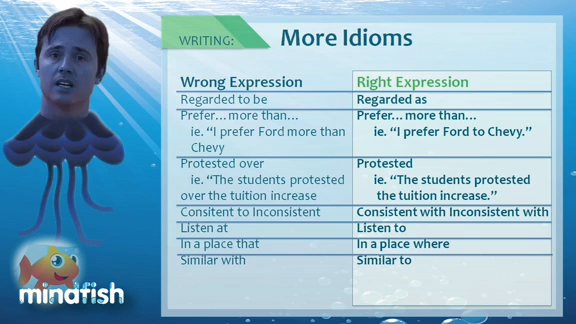 WRITING:
More Idioms
Wrong Expression
Right Expression
Regarded to be
Regarded as
Prefer... more than...
ie. “I prefer Ford more than
Chevy
Prefer... more than...
ie. “I prefer Ford to Chevy.”
Protested over
ie. “The students protested
over the tuition increase
Protested
ie. “The students protested
the tuition increase.”
Consitent to Inconsistent
Consistent with Inconsistent with
Listen at
Listen to
In a place that
In a place where
Similar with
Similar to
minafish